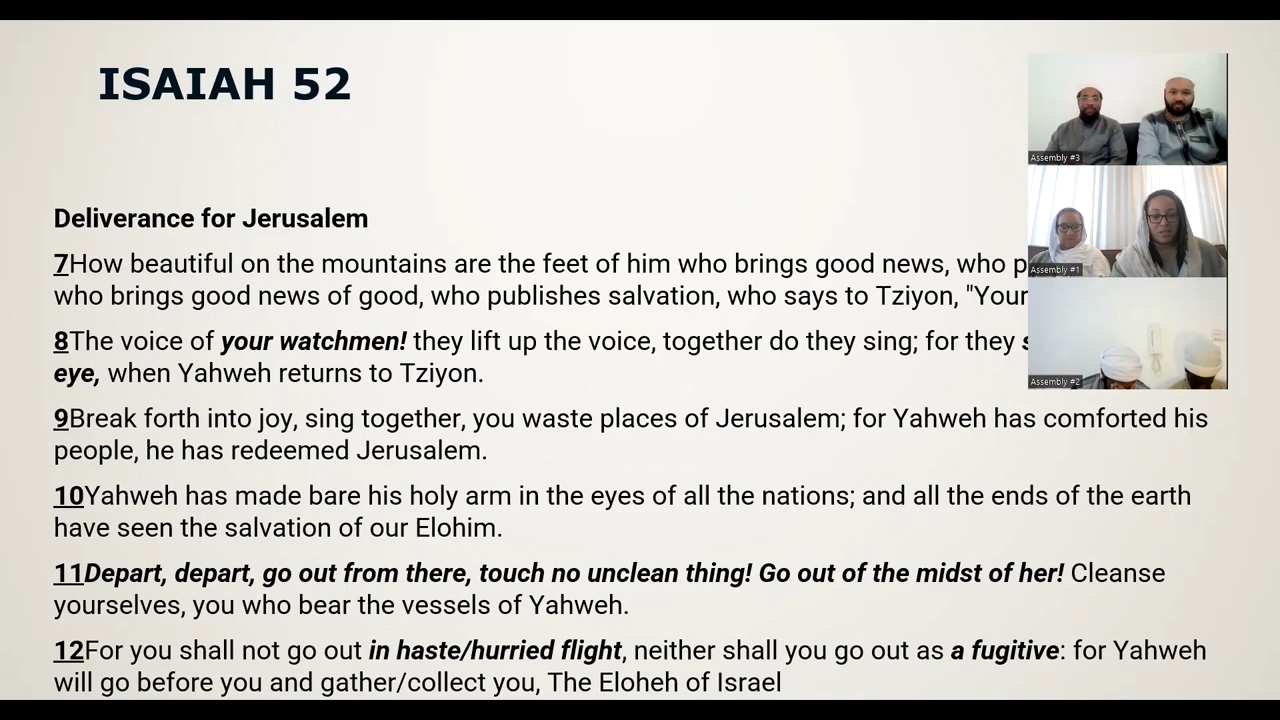 ISAIAH 52
Deliverance for Jerusalem
7How beautiful on the mountains are the feet of him who brings good news, who
who brings good news of good, who publishes salvation, who says to Tziyon, "Your
8The voice of your watchmen! they lift up the voice, together do they sing; for they
eye, when Yahweh returns to Tziyon.
9Break forth into joy, sing together, you waste places of Jerusalem; for Yahweh has comforted his
people, he has redeemed Jerusalem.
10Yahweh has made bare his holy arm in the eyes of all the nations; and all the ends of the earth
have seen the salvation of our Elohim.
11Depart, depart, go out from there, touch no unclean thing! Go out of the midst of her! Cleanse
yourselves, you who bear the vessels of Yahweh.
12For you shall not go out in haste/hurried flight, neither shall you go out as a fugitive: for Yahweh
will go before you and gather/collect you, The Eloheh of Israel
Assembly #3
Assembly #1
Assembly #2